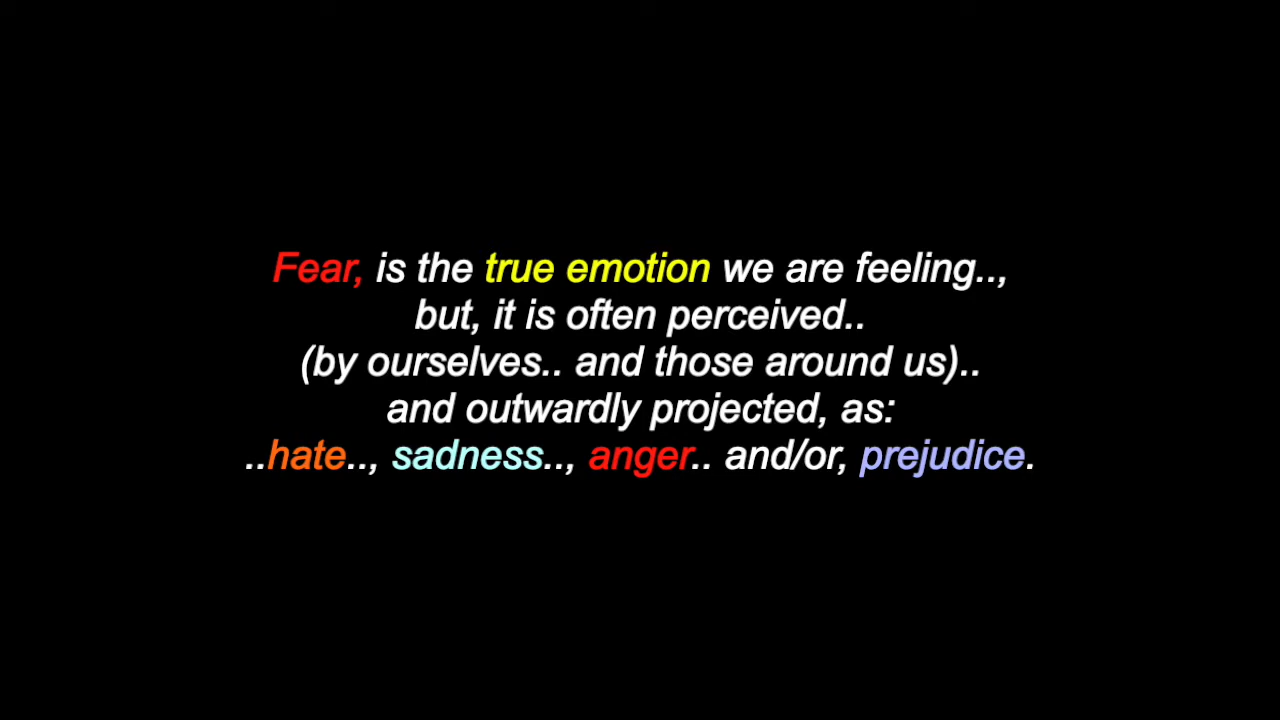 Fear, is the true emotion we are feeling..,
but, it is often perceived..
(by ourselves.. and those around us)..
and outwardly projected, as:
..hate.., sadness.., anger.. and/or, prejudice.